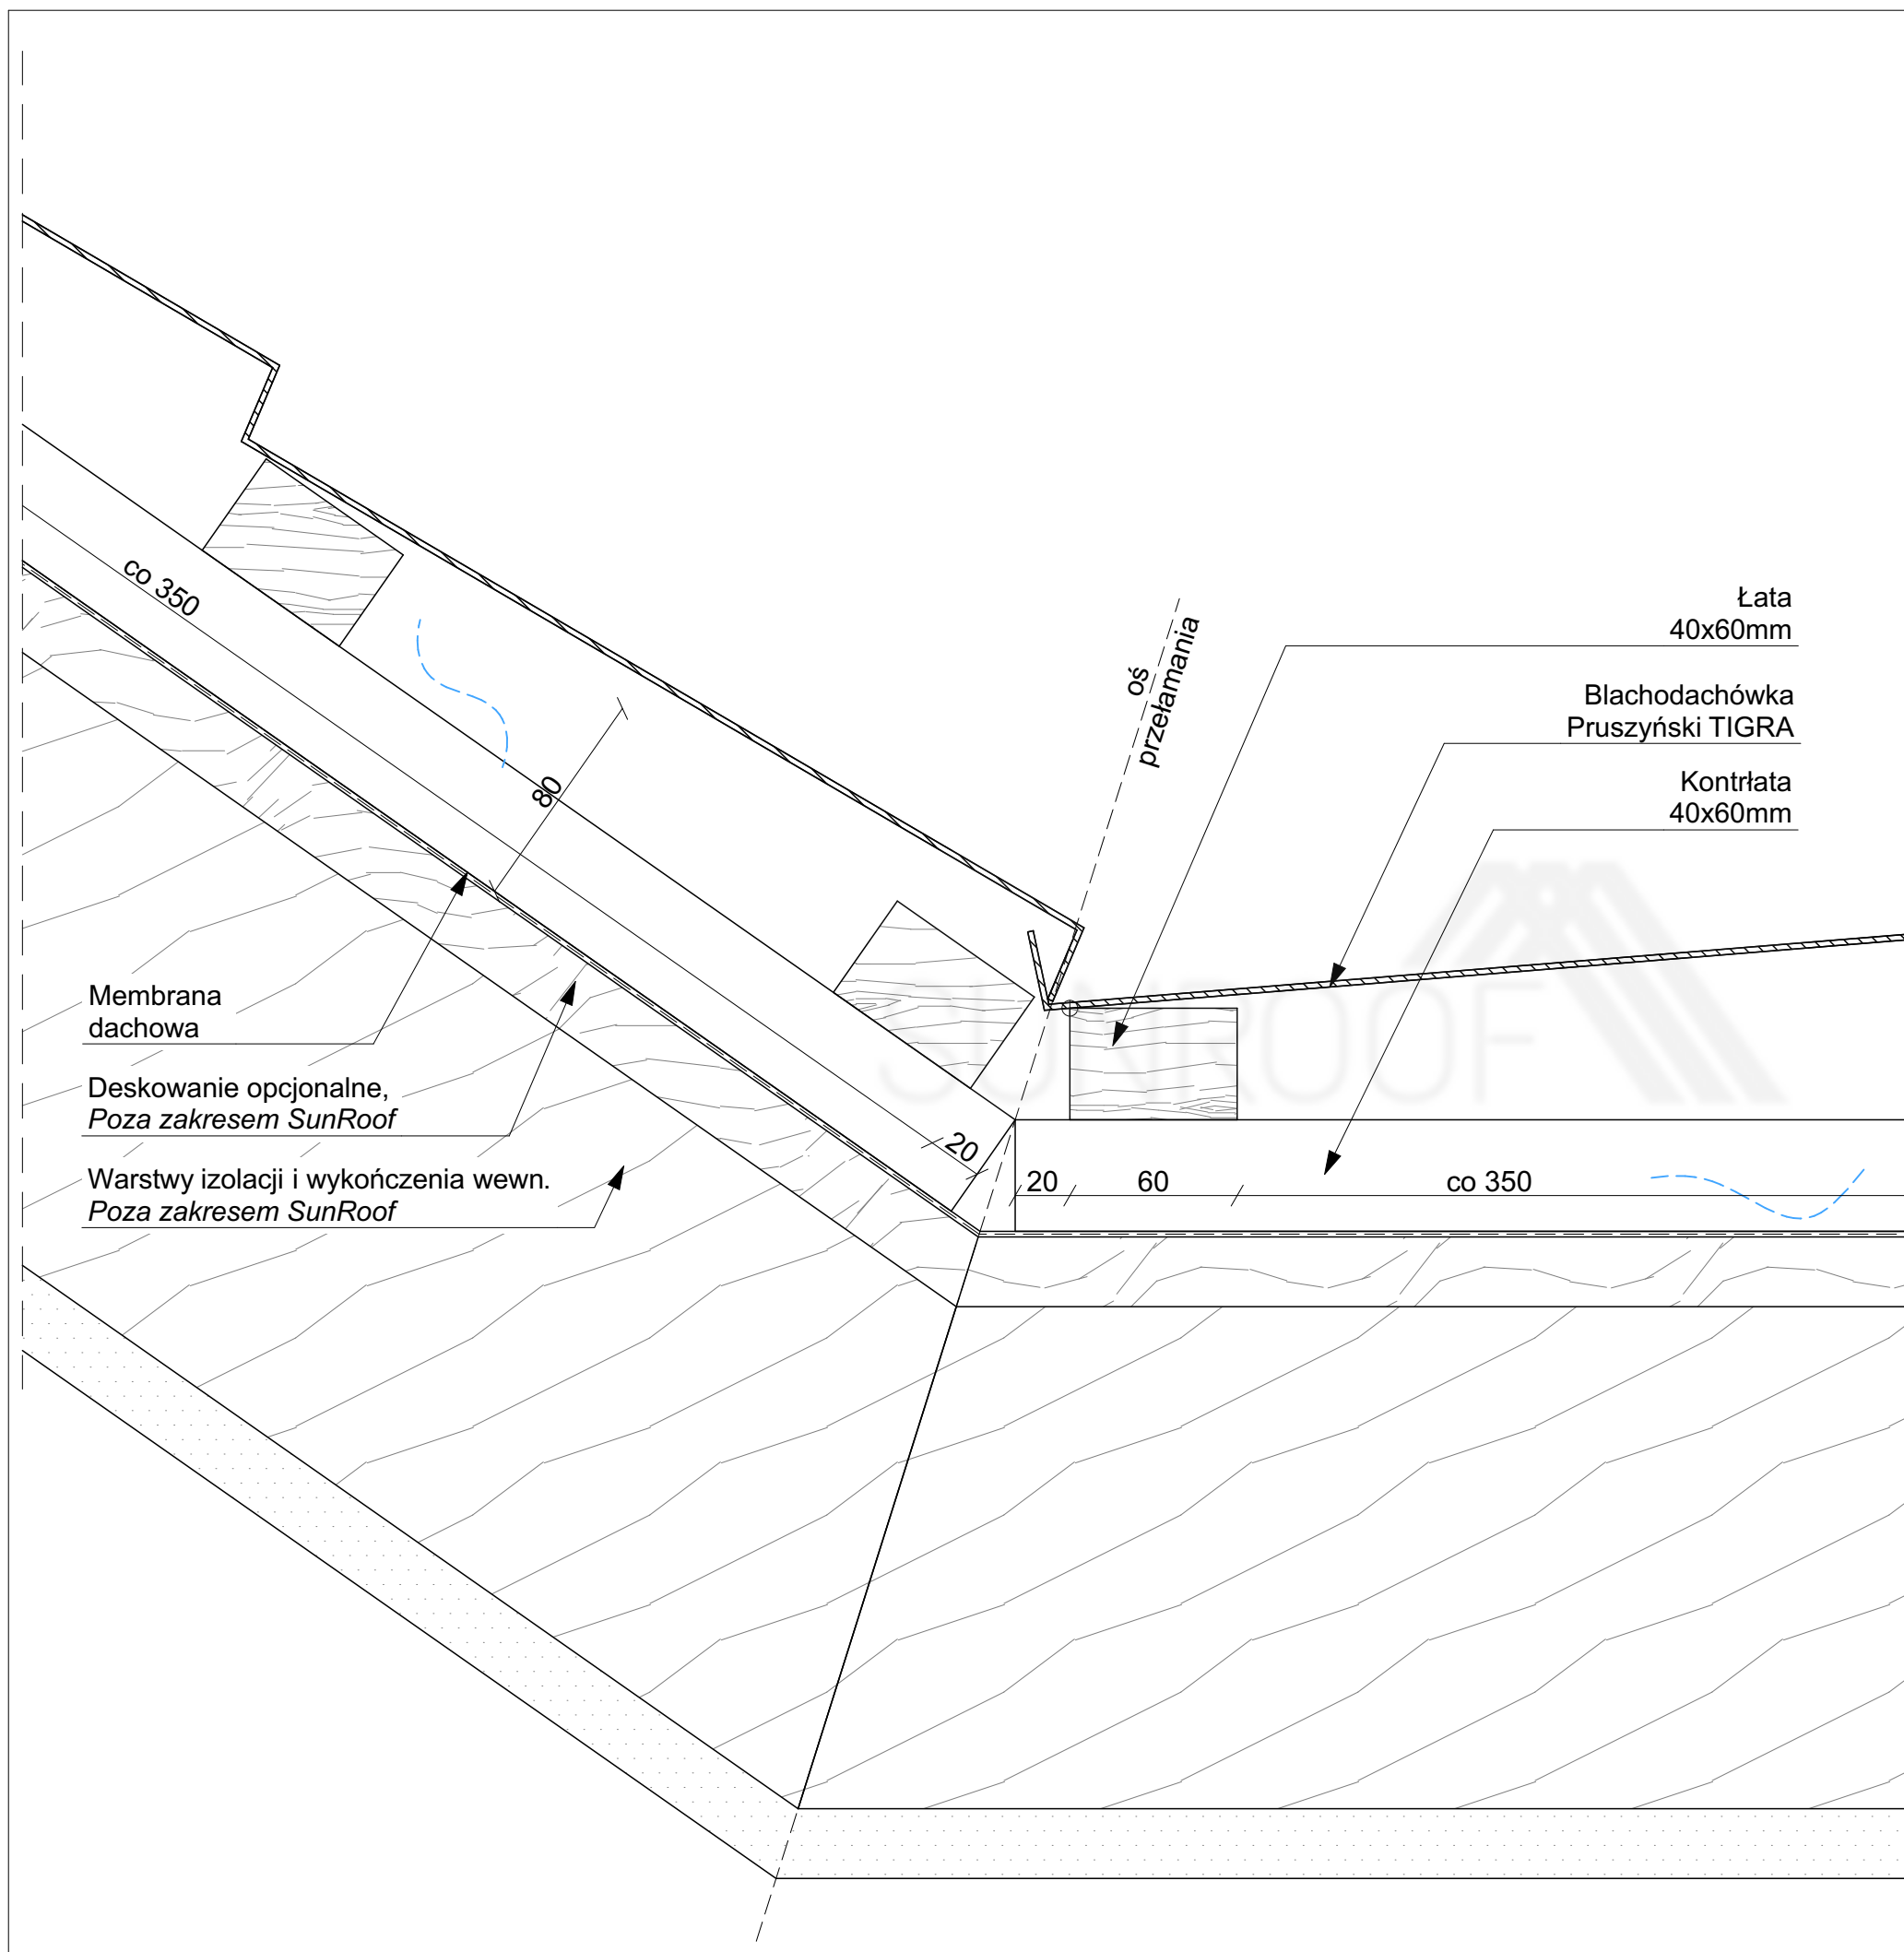 co 350
80
oś
przełamania
Łata
40x60mm
Blachodachówka
Pruszyński TIGRA
Kontrłata
40x60mm
Membrana
dachowa
Deskowanie opcjonalne,
Poza zakresem SunRoof
Warstwy izolacji i wykończenia wewn.
Poza zakresem SunRoof
20
20
60
co 350
SUNROOF